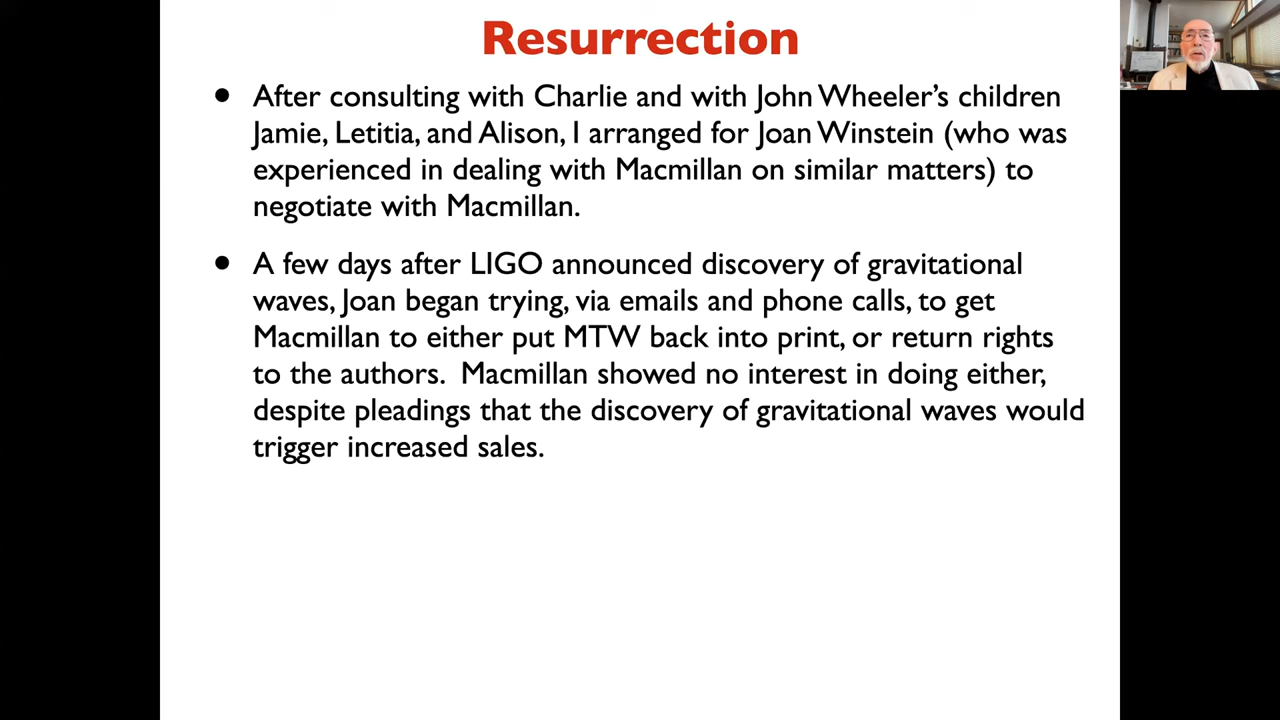 Resurrection
• After consulting with Charlie and with John Wheeler's children
Jamie, Letitia, and Alison, I arranged for Joan Winstein (who was
experienced in dealing with Macmillan on similar matters) to
negotiate with Macmillan.
• A few days after LIGO announced discovery of gravitational
waves, Joan began trying, via emails and phone calls, to get
Macmillan to either put MTW back into print, or return rights
to the authors.  Macmillan showed no interest in doing either,
despite pleadings that the discovery of gravitational waves would
trigger increased sales.